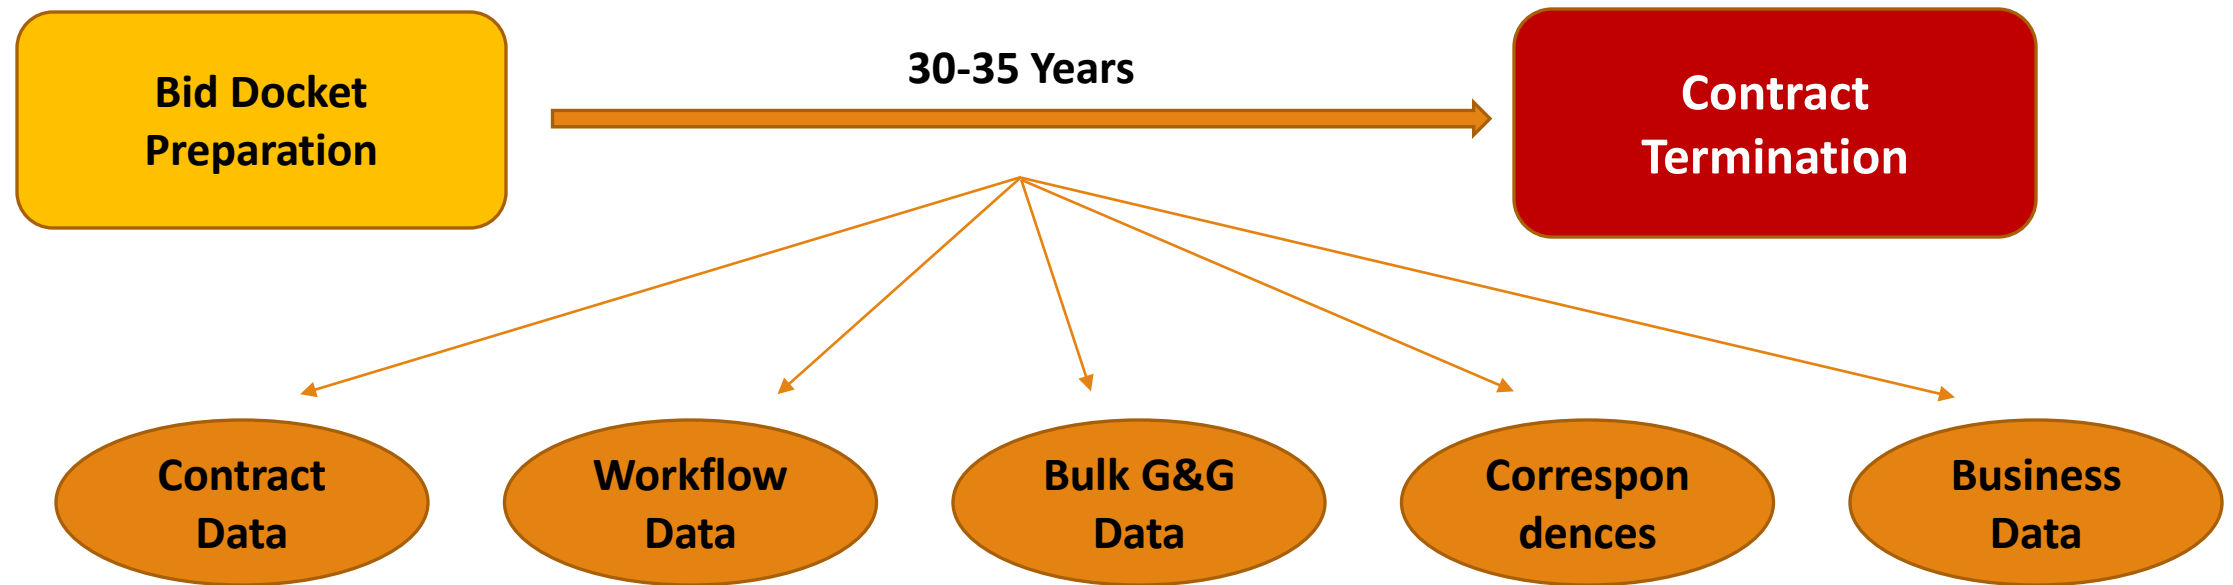 Bid Docket
Preparation
30-35 Years
Contract
Termination
Contract
Data
Workflow
Data
Bulk G&G
Data
Correspon
dences
Business
Data